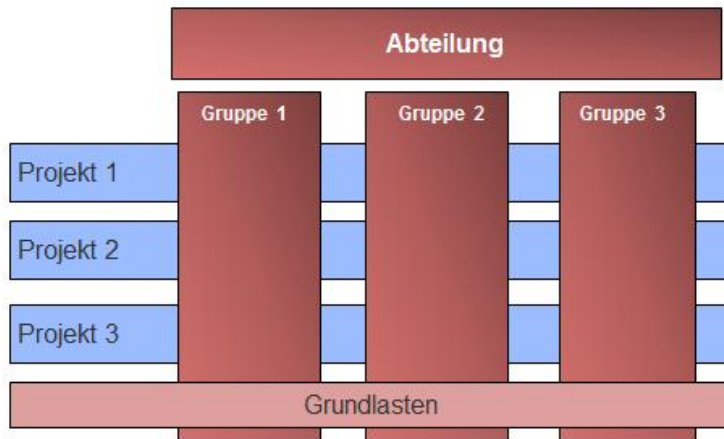 Abteilung
Gruppe 1
Gruppe 2
Gruppe 3
Projekt 1
Projekt 2
Projekt 3
Grundlasten